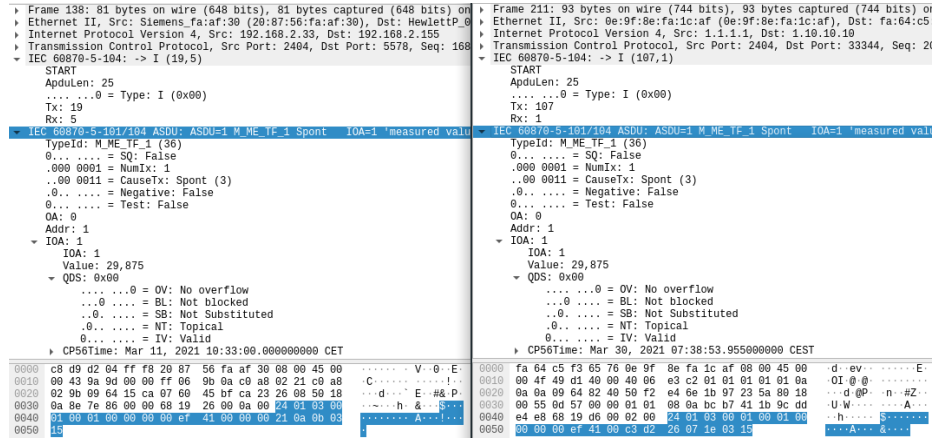 Frame 138: 81 bytes on wire (648 bits), 81 bytes captured (648 bits) on
Ethernet II, Src: Siemens_fa:af:30 (20:87:56:fa:af:30), Dst: HewlettP_0
Internet Protocol Version 4, Src: 192.168.2.33, Dst: 192.168.2.155
Transmission Control Protocol, Src Port: 2404, Dst Port: 5578, Seq: 168
IEC 60870-5-104: -> I (19,5)
START
ApduLen: 25
.... ...0 = Type: I (0x00)
Tx: 19
Rx: 5
IEC 60870-5-101/104 ASDU: ASDU=1 M_ME_TF_1 Spont IOA=1 'measured valu
TypeId: M_ME_TF_1 (36)
0... .... = SQ: False
.000 0001 = NumIx: 1
..00 0011 = CauseTx: Spont (3)
.0.. .... = Negative: False
0... .... = Test: False
OA: 0
Addr: 1
IOA: 1
IOA: 1
Value: 29,875
QDS: 0x00
.... ...0 = OV: No overflow
...0 .... = BL: Not blocked
..0. .... = SB: Not Substituted
.0.. .... = NT: Topical
0... .... = IV: Valid
CP56Time: Mar 11, 2021 10:33:00.000000000 CET
0000 c8 d9 d2 04 ff f8 20 87 56 fa af 30 08 00 45 00 ······ · V··0··E·
0010 00 43 9a 9d 00 00 ff 06 9b 0a c0 a8 02 21 c0 a8 ·C······ ·····!··
0020 02 9b 09 64 15 ca 07 60 45 bf ca 23 26 08 50 18 ···d···` E··#&·P·
0030 0a 8e 7e 86 00 00 68 19 26 00 0a 00 24 01 03 00 ··~···h· &···$···
0040 01 00 01 00 00 00 00 ef 41 00 00 00 21 0a 0b 03 ········ A···!···
0050 15 ·
Frame 211: 93 bytes on wire (744 bits), 93 bytes captured (744 bits) on
Ethernet II, Src: 0e:9f:8e:fa:1c:af (0e:9f:8e:fa:1c:af), Dst: fa:64:c5
Internet Protocol Version 4, Src: 1.1.1.1, Dst: 1.10.10.10
Transmission Control Protocol, Src Port: 2404, Dst Port: 33344, Seq: 20
IEC 60870-5-104: -> I (107,1)
START
ApduLen: 25
.... ...0 = Type: I (0x00)
Tx: 107
Rx: 1
IEC 60870-5-101/104 ASDU: ASDU=1 M_ME_TF_1 Spont IOA=1 'measured valu
TypeId: M_ME_TF_1 (36)
0... .... = SQ: False
.000 0001 = NumIx: 1
..00 0011 = CauseTx: Spont (3)
.0.. .... = Negative: False
0... .... = Test: False
OA: 0
Addr: 1
IOA: 1
IOA: 1
Value: 29,875
QDS: 0x00
.... ...0 = OV: No overflow
...0 .... = BL: Not blocked
..0. .... = SB: Not Substituted
.0.. .... = NT: Topical
0... .... = IV: Valid
CP56Time: Mar 30, 2021 07:38:53.955000000 CEST
0000 fa 64 c5 f3 65 76 0e 9f 8e fa 1c af 08 00 45 00 ·d··ev·· ······E·
0010 00 4f 49 d1 40 00 40 06 e3 c2 01 01 01 01 01 0a ·OI·@·@· ········
0020 0a 0a 09 64 82 40 50 f2 e4 6e 1b 97 23 5a 80 18 ···d·@P· ·n··#Z··
0030 00 55 0d 57 00 00 01 01 08 0a bc b7 41 1b 9c dd ·U·W···· ····A···
0040 e4 e8 68 19 d6 00 02 00 24 01 03 00 01 00 01 00 ··h····· $·······
0050 00 00 00 ef 41 00 c3 d2 26 07 1e 03 15 ····A··· &····